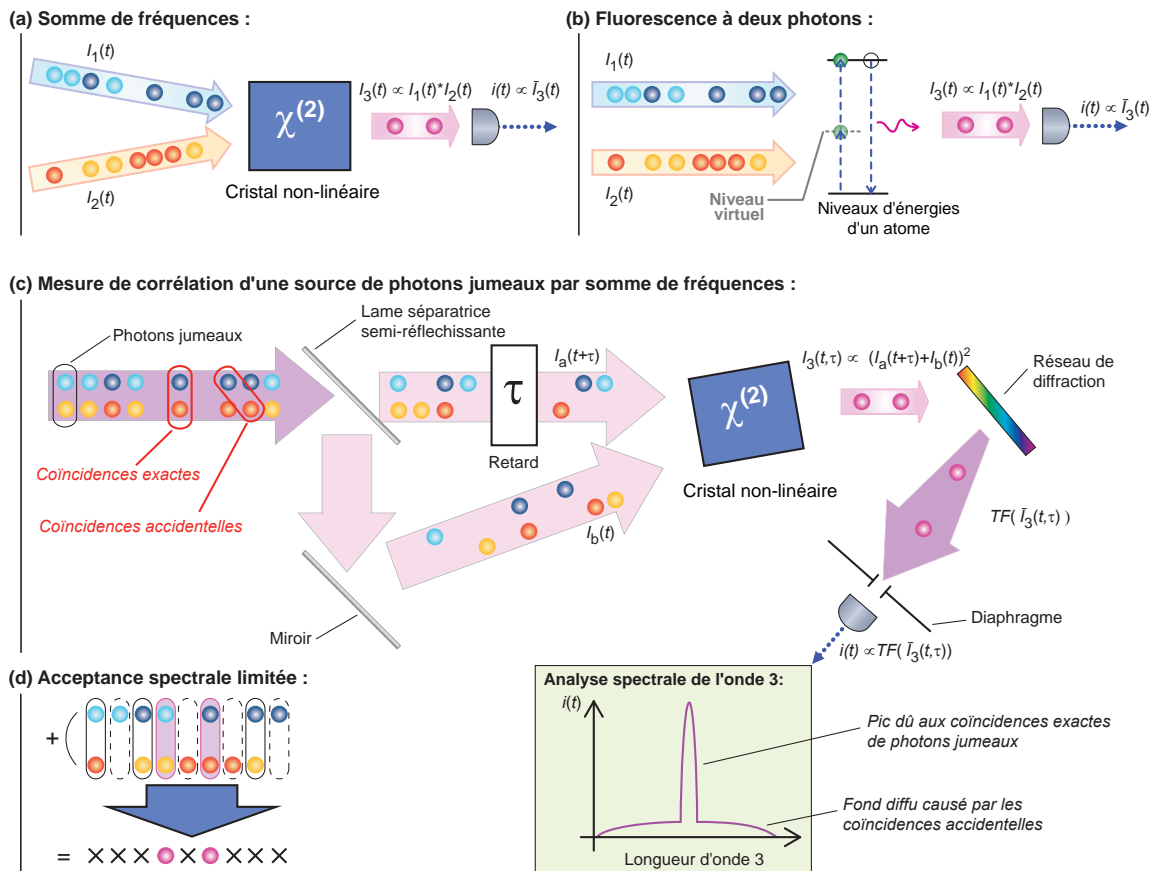 (a) Somme de fréquences :
I1(t)
I2(t)
χ(2)
Cristal non-linéaire
I3(t) ∝ I1(t)*I2(t)
i(t) ∝ Ī3(t)
(b) Fluorescence à deux photons :
I1(t)
I2(t)
Niveau
virtuel
Niveaux d'énergies
d'un atome
I3(t) ∝ I1(t)*I2(t)
i(t) ∝ Ī3(t)
(c) Mesure de corrélation d'une source de photons jumeaux par somme de fréquences :
Photons jumeaux
Coïncidences exactes
Coïncidences accidentelles
Lame séparatrice
semi-réflechissante
Ia(t+τ)
τ
Retard
Miroir
Ib(t)
χ(2)
Cristal non-linéaire
I3(t,τ) ∝ (Ia(t+τ)+Ib(t))2
Réseau de
diffraction
TF( Ī3(t,τ) )
Diaphragme
i(t) ∝TF( Ī3(t,τ))
(d) Acceptance spectrale limitée :
+
= × × × × × × ×
Analyse spectrale de l'onde 3:
i(t)
Longueur d'onde 3
Pic dû aux coïncidences exactes
de photons jumeaux
Fond diffu causé par les
coïncidences accidentelles